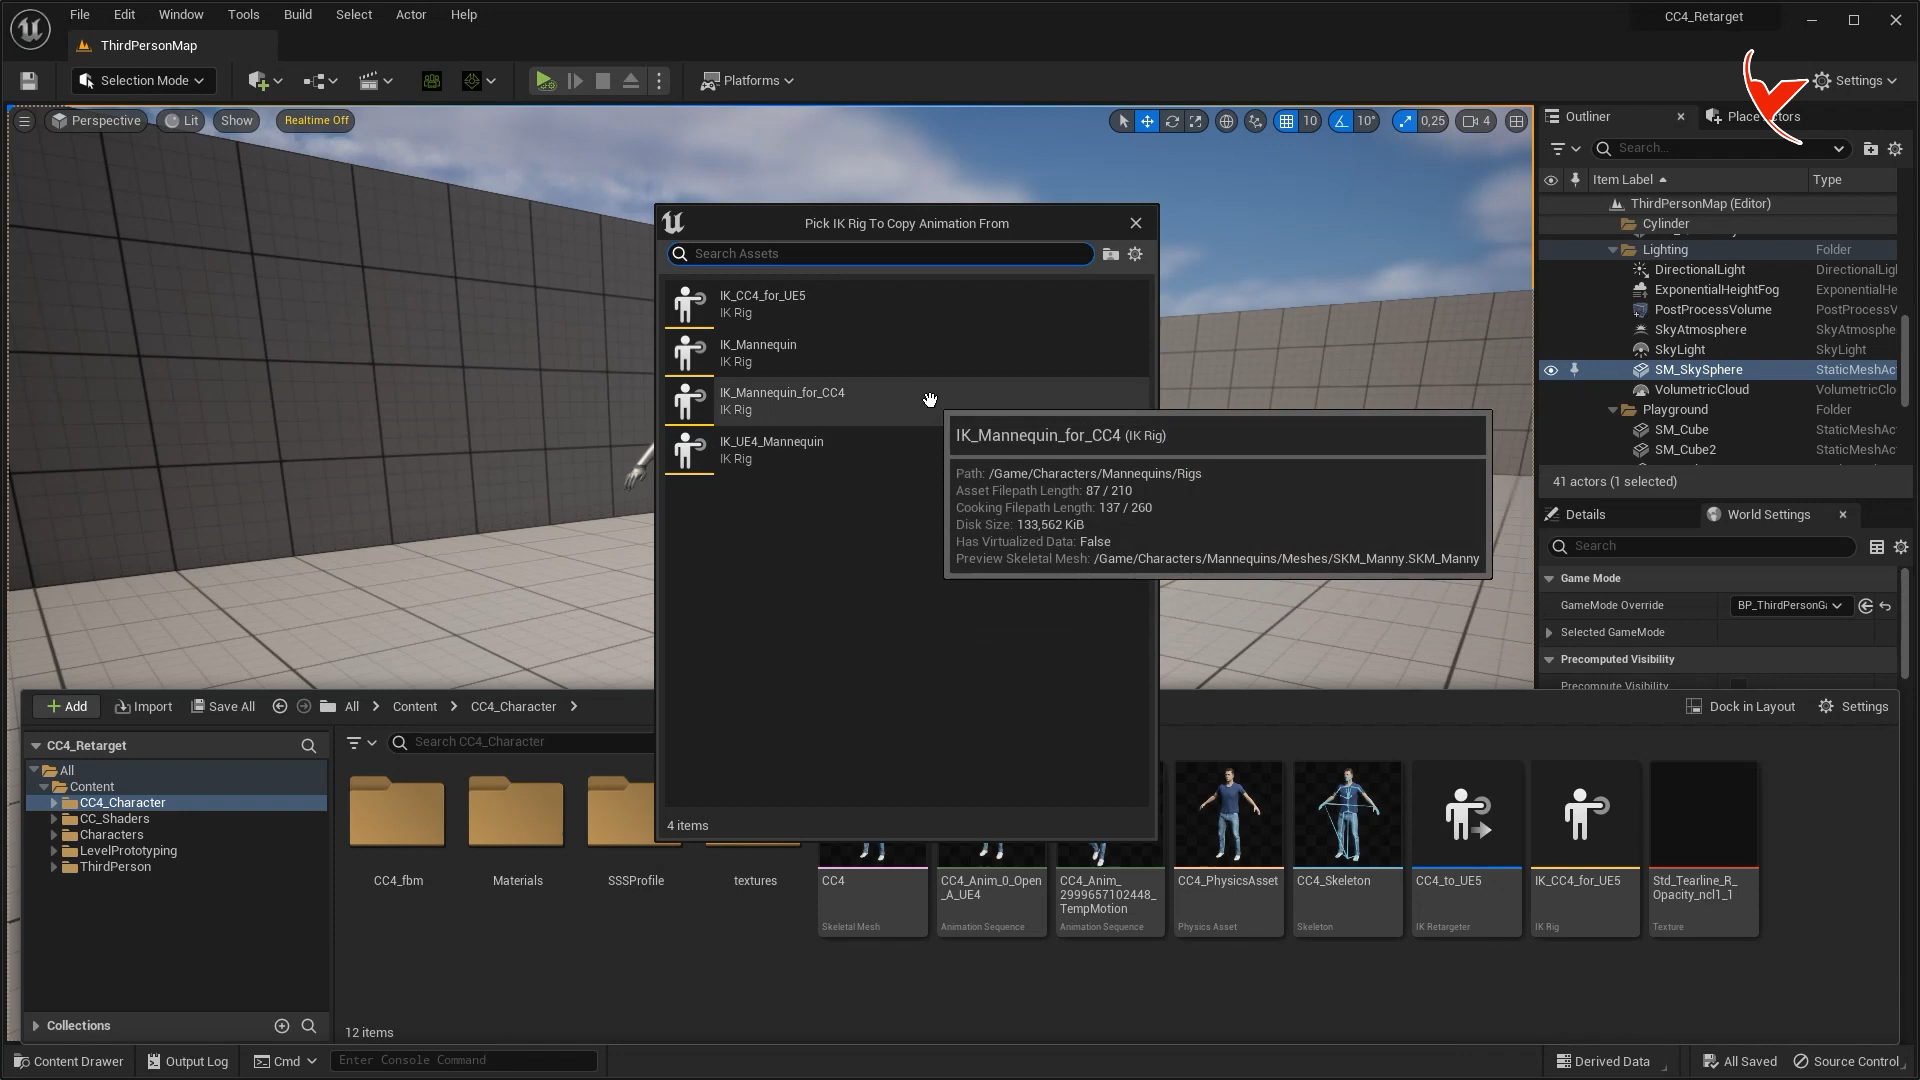 File Edit Window Tools Build Select Actor Help
CC4_Retarget
ThirdPersonMap
Selection Mode
Platforms
Settings
Perspective Lit Show Realtime Off
10 10° 0,25 4
Outliner
Search...
Item Label Type
ThirdPersonMap (Editor)
Cylinder
Lighting Folder
DirectionalLight DirectionalLigh
ExponentialHeightFog ExponentialHe
PostProcessVolume PostProcessV
SkyAtmosphere SkyAtmosphe
SkyLight SkyLight
SM_SkySphere StaticMeshAc
VolumetricCloud VolumetricClo
Playground Folder
SM_Cube StaticMeshAc
SM_Cube2 StaticMeshAc
41 actors (1 selected)
Details World Settings
Search
Game Mode
GameMode Override BP_ThirdPersonG
Selected GameMode
Precomputed Visibility
Precompute Visibility
Pick IK Rig To Copy Animation From
Search Assets
IK_CC4_for_UE5
IK Rig
IK_Mannequin
IK Rig
IK_Mannequin_for_CC4
IK Rig
IK_UE4_Mannequin
IK Rig
4 items
IK_Mannequin_for_CC4 (IK Rig)
Path: /Game/Characters/Mannequins/Rigs
Asset Filepath Length: 87 / 210
Cooking Filepath Length: 137 / 260
Disk Size: 133,562 KiB
Has Virtualized Data: False
Preview Skeletal Mesh: /Game/Characters/Mannequins/Meshes/SKM_Manny.SKM_Manny
Add Import Save All All Content CC4_Character
Dock in Layout Settings
CC4_Retarget
Search CC4_Character
All
Content
CC4_Character
CC_Shaders
Characters
LevelPrototyping
ThirdPerson
Collections
CC4_fbm
Materials
SSSProfile
textures
CC4
Skeletal Mesh
CC4_Anim_0_Open
_A_UE4
Animation Sequence
CC4_Anim_
2999657102448_
TempMotion
Animation Sequence
CC4_PhysicsAsset
Physics Asset
CC4_Skeleton
Skeleton
CC4_to_UE5
IK Retargeter
IK_CC4_for_UE5
IK Rig
Std_Tearline_R_
Opacity_ncl1_1
Texture
12 items
Content Drawer Output Log Cmd Enter Console Command
Derived Data All Saved Source Control